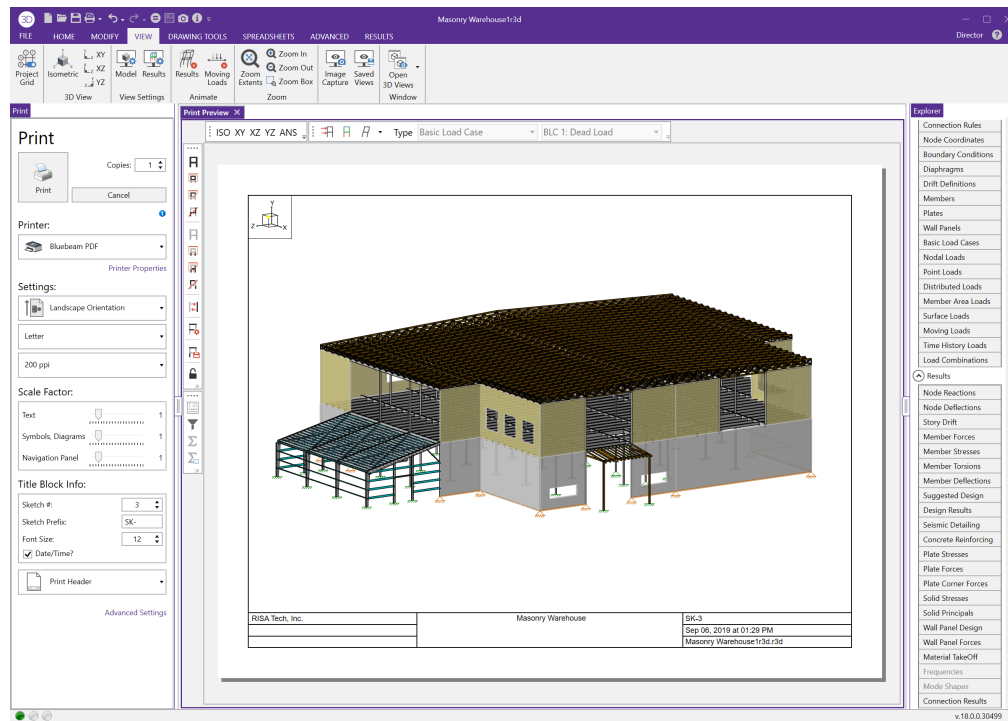 3D
Masonry Warehouse1r3d
FILE HOME MODIFY VIEW DRAWING TOOLS SPREADSHEETS ADVANCED RESULTS Director
Project Grid
Isometric
XY
XZ
YZ
3D View
Model Results
View Settings
Results Moving Loads
Animate
Zoom Extents
Zoom In
Zoom Out
Zoom Box
Zoom
Image Capture
Saved Views
Open 3D Views
Window
Print
Print
Print
Copies: 1
Cancel
Printer:
Bluebeam PDF
Printer Properties
Settings:
Landscape Orientation
Letter
200 ppi
Scale Factor:
Text 1
Symbols, Diagrams 1
Navigation Panel 1
Title Block Info:
Sketch #: 3
Sketch Prefix: SK-
Font Size: 12
Date/Time?
Print Header
Advanced Settings
Print Preview X
ISO XY XZ YZ ANS Type Basic Load Case BLC 1: Dead Load
Y
Z X
RISA Tech, Inc.
Masonry Warehouse
SK-3
Sep 06, 2019 at 01:29 PM
Masonry Warehouse1r3d.r3d
Explorer
Connection Rules
Node Coordinates
Boundary Conditions
Diaphragms
Drift Definitions
Members
Plates
Wall Panels
Basic Load Cases
Nodal Loads
Point Loads
Distributed Loads
Member Area Loads
Surface Loads
Moving Loads
Time History Loads
Load Combinations
Results
Node Reactions
Node Deflections
Story Drift
Member Forces
Member Stresses
Member Torsions
Member Deflections
Suggested Design
Design Results
Seismic Detailing
Concrete Reinforcing
Plate Stresses
Plate Forces
Plate Corner Forces
Solid Stresses
Solid Principals
Wall Panel Design
Wall Panel Forces
Material TakeOff
Frequencies
Mode Shapes
Connection Results
v.18.0.0.30499